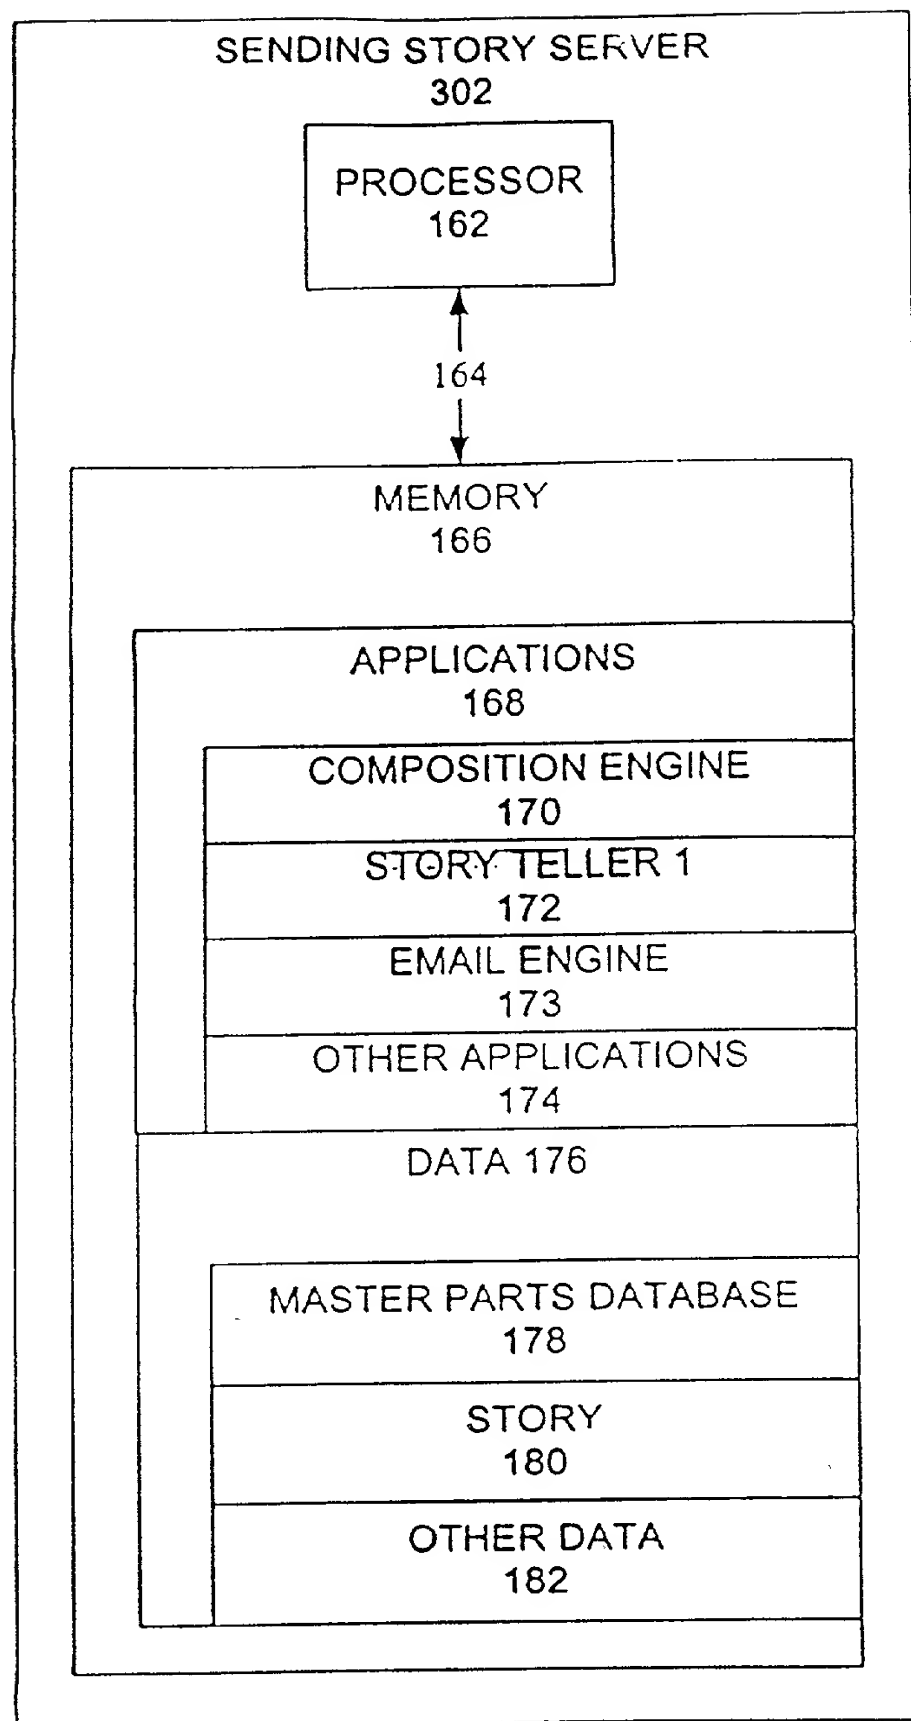 SENDING STORY SERVER
302
PROCESSOR
162
164
MEMORY
166
APPLICATIONS
168
COMPOSITION ENGINE
170
STORY TELLER 1
172
EMAIL ENGINE
173
OTHER APPLICATIONS
174
DATA 176
MASTER PARTS DATABASE
178
STORY
180
OTHER DATA
182